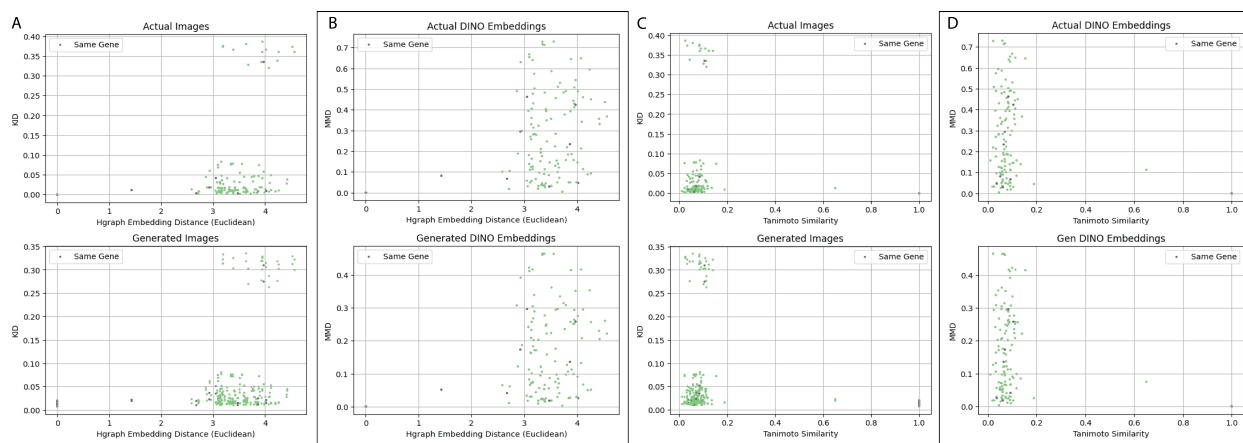 A
Actual Images
0.40
0.35
0.30
0.25
0.20
0.15
0.10
0.05
0.00
KID
Same Gene
0 1 2 3 4
Hgraph Embedding Distance (Euclidean)
Generated Images
0.35
0.30
0.25
0.20
0.15
0.10
0.05
0.00
KID
Same Gene
0 1 2 3 4
Hgraph Embedding Distance (Euclidean)
B
Actual DINO Embeddings
0.7
0.6
0.5
0.4
0.3
0.2
0.1
0.0
MMD
Same Gene
0 1 2 3 4
Hgraph Embedding Distance (Euclidean)
Generated DINO Embeddings
0.4
0.3
0.2
0.1
0.0
MMD
Same Gene
0 1 2 3 4
Hgraph Embedding Distance (Euclidean)
C
Actual Images
0.40
0.35
0.30
0.25
0.20
0.15
0.10
0.05
0.00
KID
Same Gene
0.0 0.2 0.4 0.6 0.8 1.0
Tanimoto Similarity
Generated Images
0.35
0.30
0.25
0.20
0.15
0.10
0.05
0.00
KID
Same Gene
0.0 0.2 0.4 0.6 0.8 1.0
Tanimoto Similarity
D
Actual DINO Embeddings
0.7
0.6
0.5
0.4
0.3
0.2
0.1
0.0
MMD
Same Gene
0.0 0.2 0.4 0.6 0.8 1.0
Tanimoto Similarity
Gen DINO Embeddings
0.4
0.3
0.2
0.1
0.0
MMD
Same Gene
0.0 0.2 0.4 0.6 0.8 1.0
Tanimoto Similarity